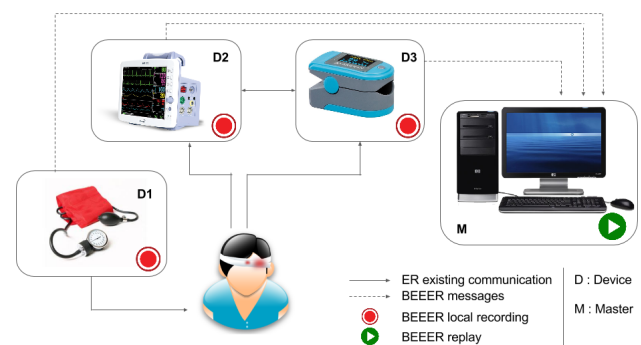 D2
D3
D1
M
ER existing communication
BEEER messages
BEEER local recording
BEEER replay
D : Device
M : Master